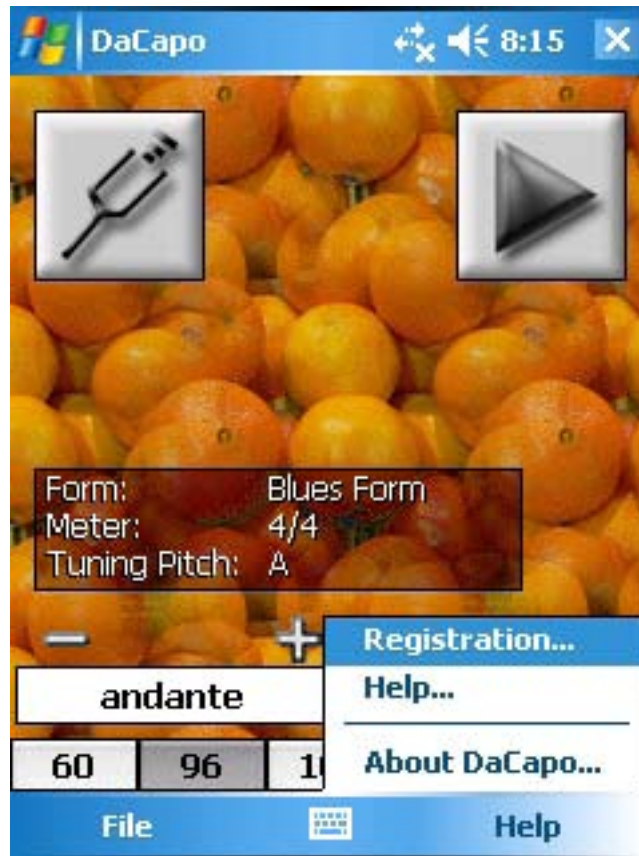 DaCapo 8:15
Form: Blues Form
Meter: 4/4
Tuning Pitch: A
Registration...
andante
Help...
60 96
About DaCapo...
File Help